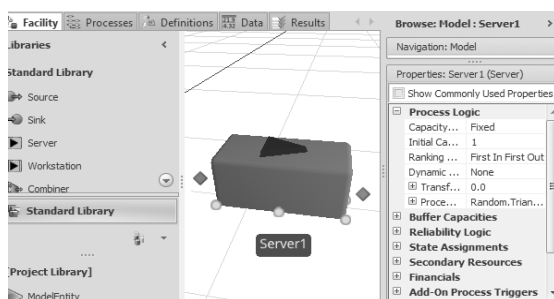 Facility Processes Definitions Data Results
Libraries
Standard Library
Source
Sink
Server
Workstation
Combiner
Standard Library
[Project Library]
ModelEntity
Server1
Browse: Model : Server1
Navigation: Model
Properties: Server1 (Server)
Show Commonly Used Properties
Process Logic
Capacity... Fixed
Initial Ca... 1
Ranking ... First In First Out
Dynamic ... None
Transf... 0.0
Proce... Random.Trian...
Buffer Capacities
Reliability Logic
State Assignments
Secondary Resources
Financials
Add-On Process Triggers